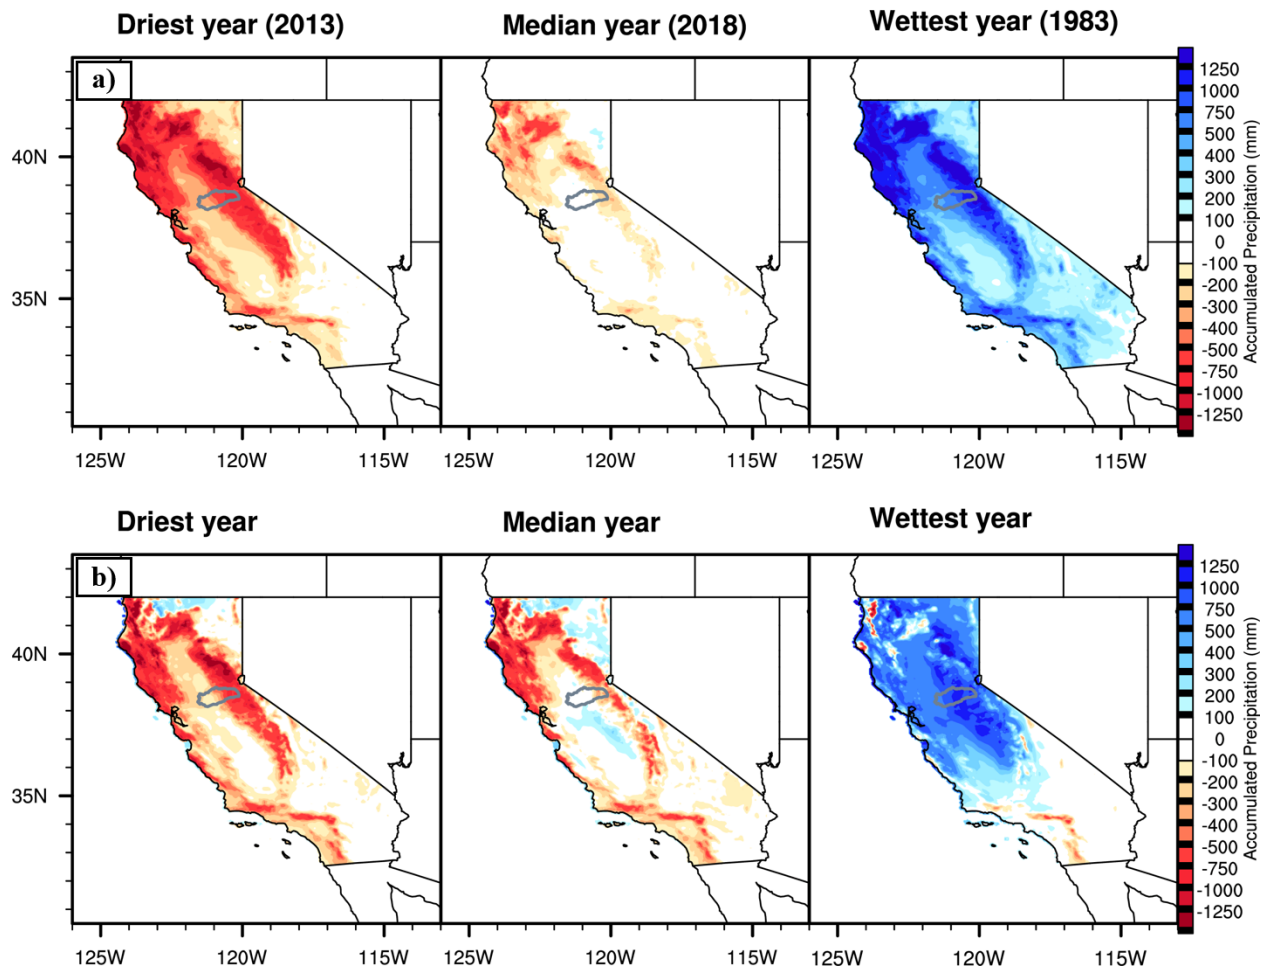 Driest year (2013) Median year (2018) Wettest year (1983)
a)
40N
35N
125W 120W 115W 125W 120W 115W 125W 120W 115W
1250
1000
750
500
400
300
200
100
0
-100
-200
-300
-400
-500
-750
-1000
-1250
Accumulated Precipitation (mm)
Driest year Median year Wettest year
b)
40N
35N
125W 120W 115W 125W 120W 115W 125W 120W 115W
1250
1000
750
500
400
300
200
100
0
-100
-200
-300
-400
-500
-750
-1000
-1250
Accumulated Precipitation (mm)